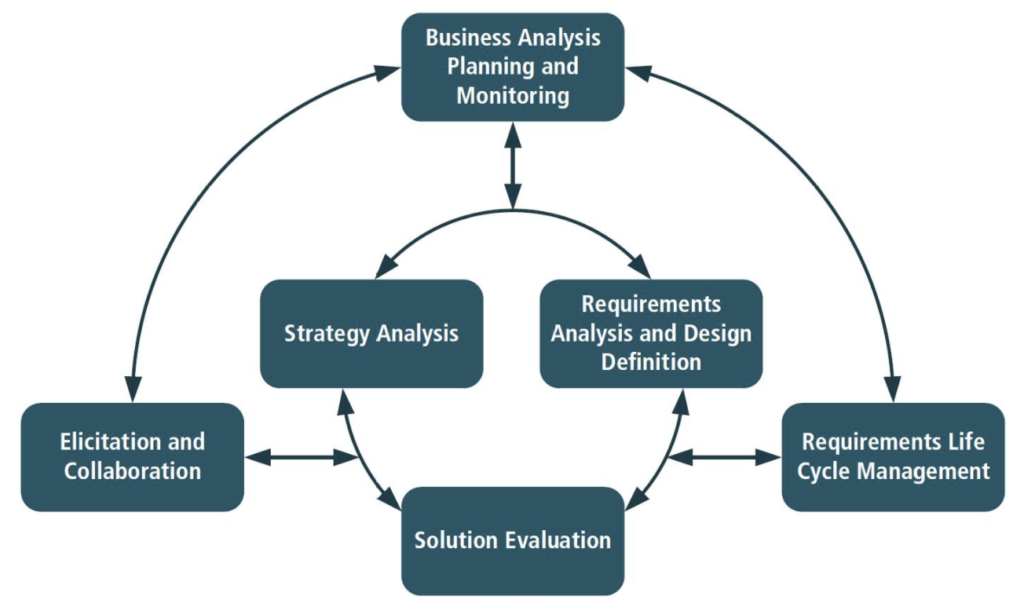 Business Analysis
Planning and
Monitoring
Strategy Analysis
Requirements
Analysis and Design
Definition
Elicitation and
Collaboration
Requirements Life
Cycle Management
Solution Evaluation